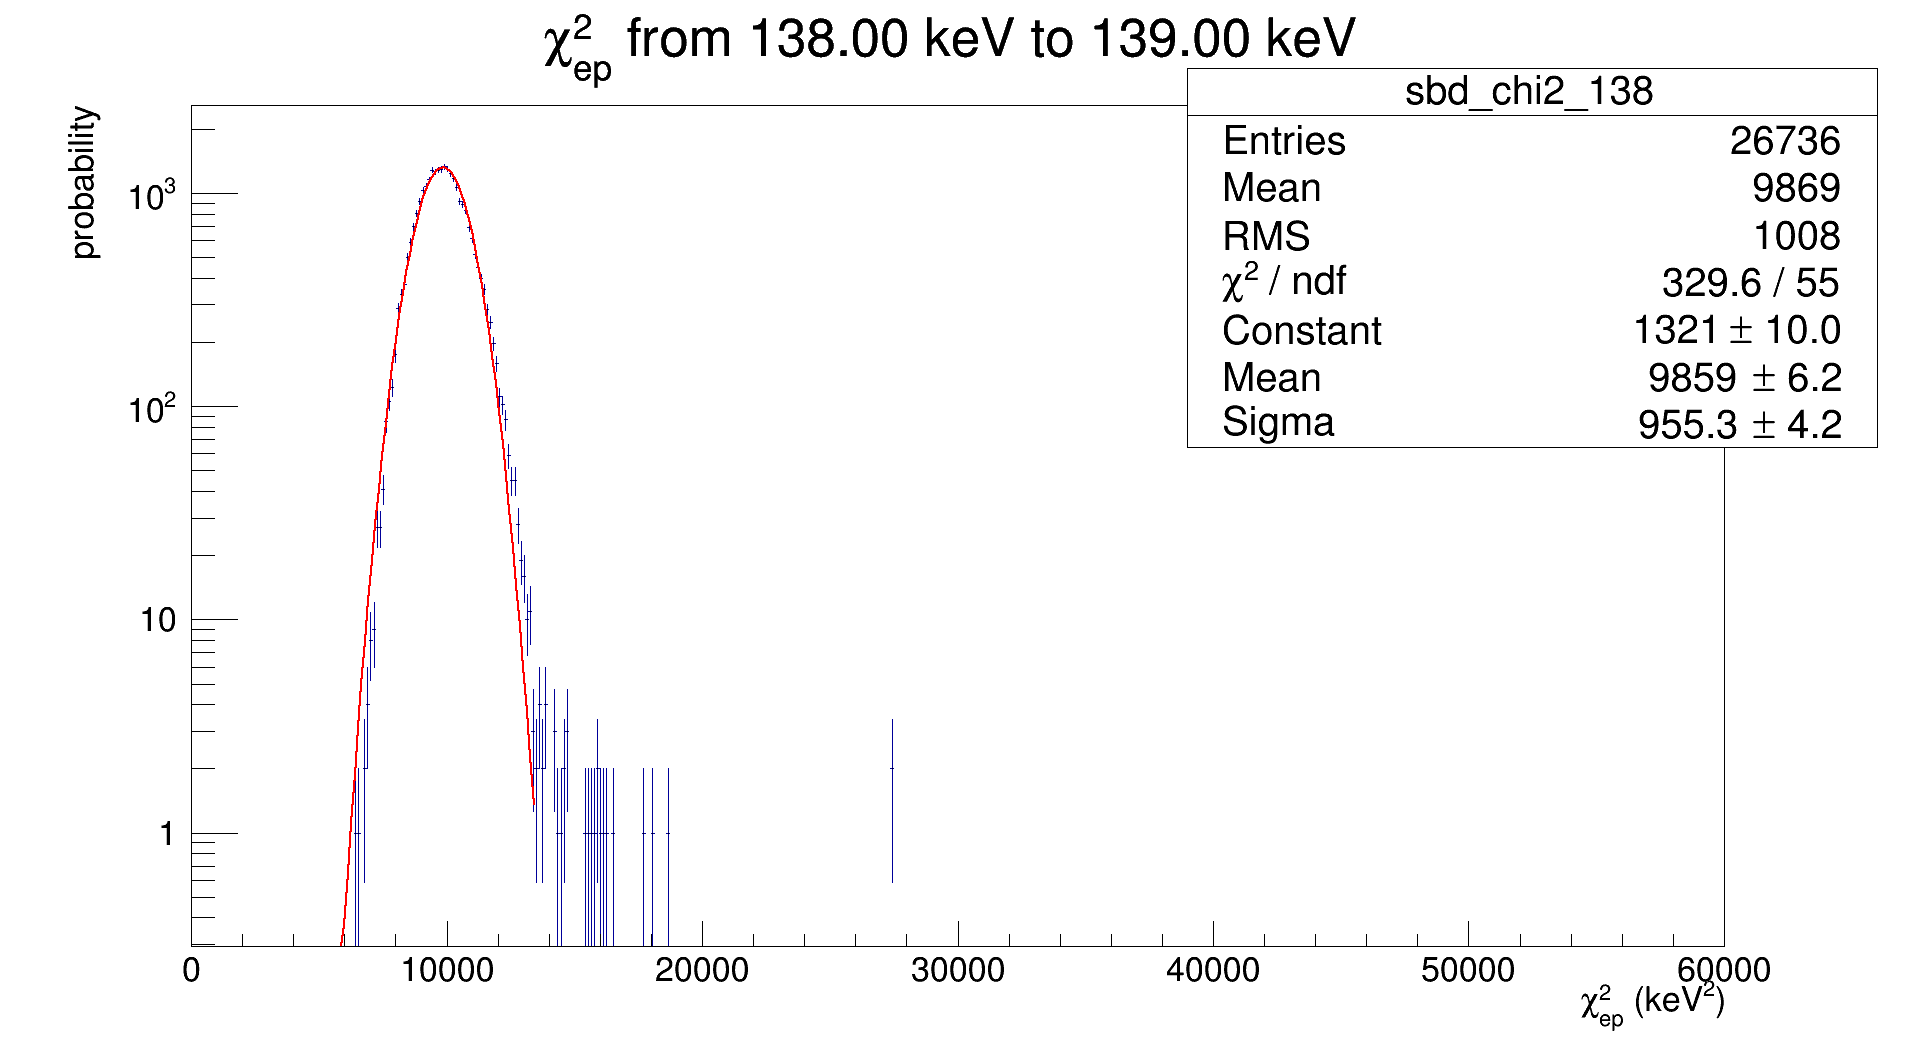 χ²ep from 138.00 keV to 139.00 keV
sbd_chi2_138
Entries 26736
Mean 9869
RMS 1008
χ² / ndf 329.6 / 55
Constant 1321 ± 10.0
Mean 9859 ± 6.2
Sigma 955.3 ± 4.2
probability
10³
10²
10
1
0 10000 20000 30000 40000 50000 60000
χ²ep (keV²)